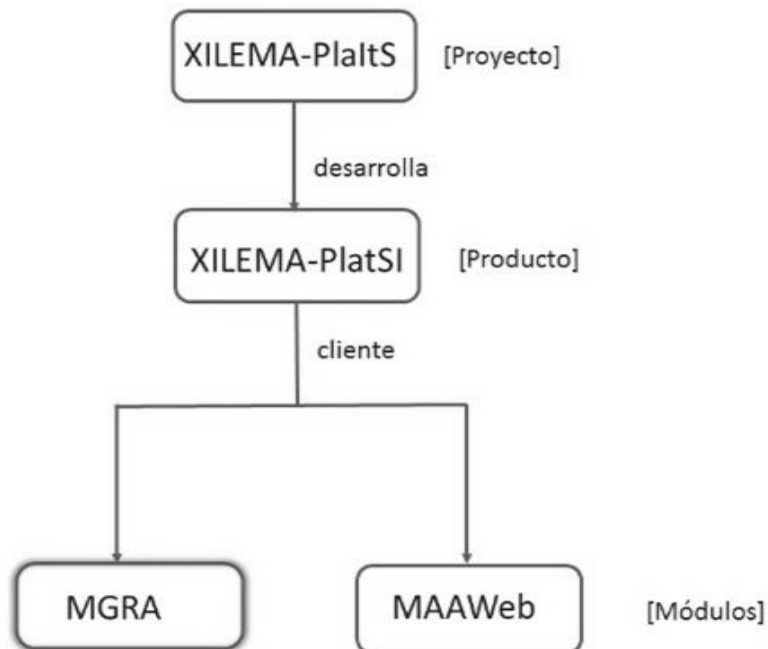 XILEMA-PlaItS [Proyecto]
desarrolla
XILEMA-PlatSI [Producto]
cliente
MGRA MAAWeb [Módulos]